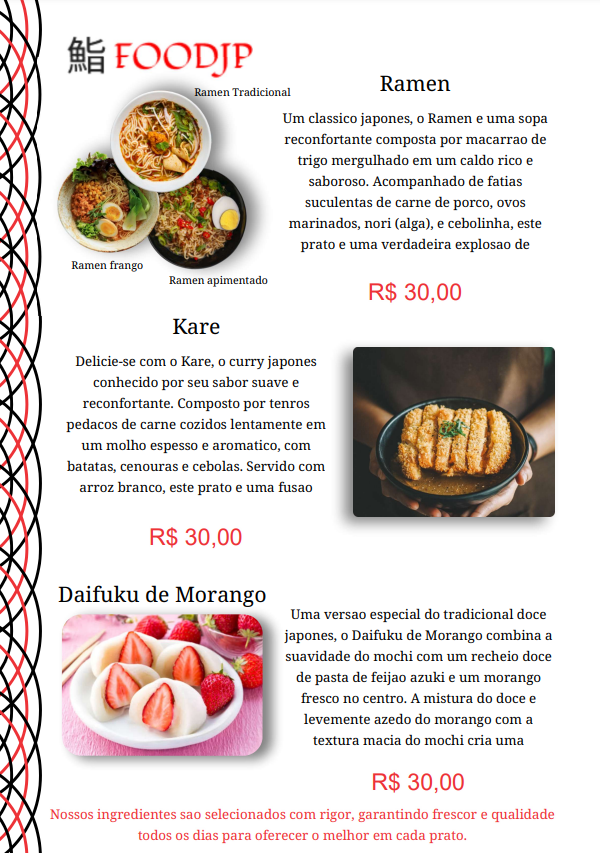 鮨 FOODJP
Ramen Tradicional
Ramen frango
Ramen apimentado
Ramen
Um classico japones, o Ramen e uma sopa
reconfortante composta por macarrao de
trigo mergulhado em um caldo rico e
saboroso. Acompanhado de fatias
suculentas de carne de porco, ovos
marinados, nori (alga), e cebolinha, este
prato e uma verdadeira explosao de
R$ 30,00
Kare
Delicie-se com o Kare, o curry japones
conhecido por seu sabor suave e
reconfortante. Composto por tenros
pedacos de carne cozidos lentamente em
um molho espesso e aromatico, com
batatas, cenouras e cebolas. Servido com
arroz branco, este prato e uma fusao
R$ 30,00
Daifuku de Morango
Uma versao especial do tradicional doce
japones, o Daifuku de Morango combina a
suavidade do mochi com um recheio doce
de pasta de feijao azuki e um morango
fresco no centro. A mistura do doce e
levemente azedo do morango com a
textura macia do mochi cria uma
R$ 30,00
Nossos ingredientes sao selecionados com rigor, garantindo frescor e qualidade
todos os dias para oferecer o melhor em cada prato.